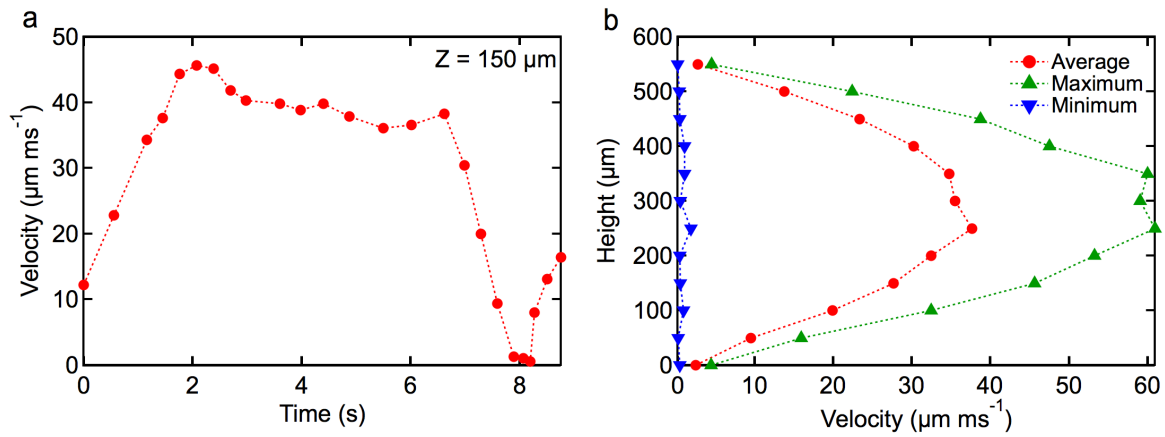 a
50
40
30
20
10
0
Velocity (µm ms⁻¹)
Z = 150 µm
0 2 4 6 8
Time (s)
b
600
500
400
300
200
100
0
Height (µm)
Average
Maximum
Minimum
0 10 20 30 40 50 60
Velocity (µm ms⁻¹)